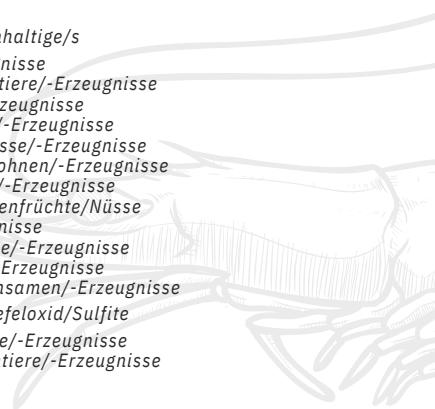 haltige/s
nisse
tiere/-Erzeugnisse
zeugnisse
/-Erzeugnisse
sse/-Erzeugnisse
ohnen/-Erzeugnisse
/-Erzeugnisse
enfrüchte/Nüsse
nisse
e/-Erzeugnisse
Erzeugnisse
nsamen/-Erzeugnisse
efeloxid/Sulfite
e/-Erzeugnisse
tiere/-Erzeugnisse